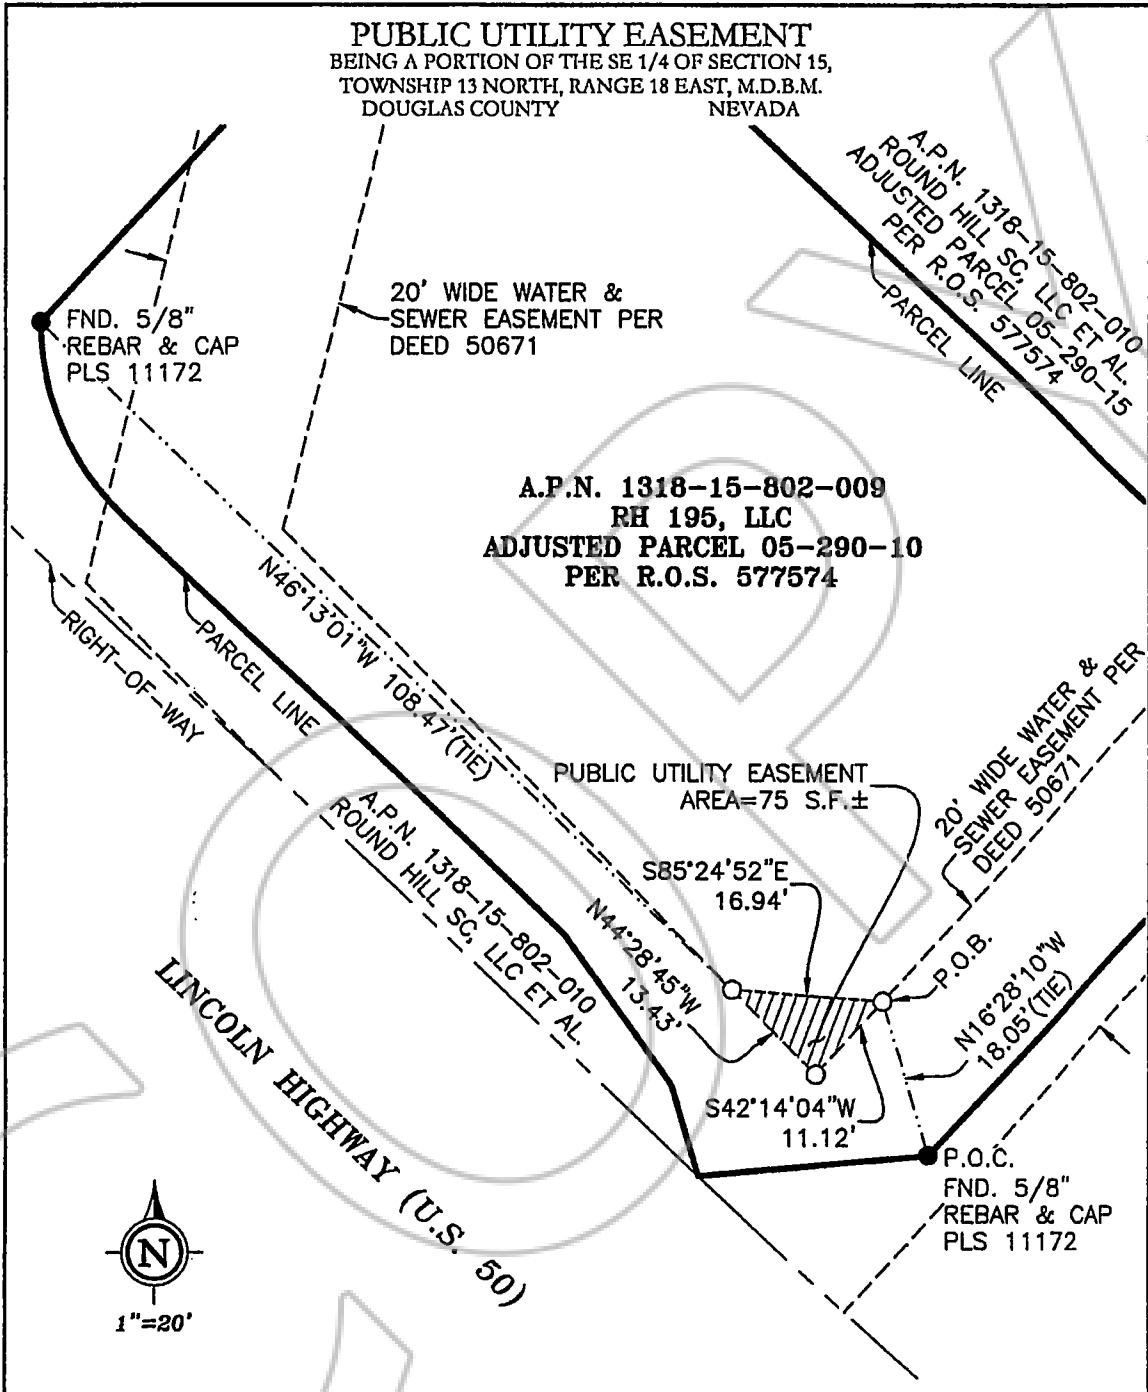 PUBLIC UTILITY EASEMENT
BEING A PORTION OF THE SE 1/4 OF SECTION 15,
TOWNSHIP 13 NORTH, RANGE 18 EAST, M.D.B.M.
DOUGLAS COUNTY NEVADA
A.P.N. 1318-15-802-010
ROUND HILL SC, LLC ET AL.
ADJUSTED PARCEL 05-290-15
PER R.O.S. 577574
PARCEL LINE
20' WIDE WATER &
SEWER EASEMENT PER
DEED 50671
FND. 5/8"
REBAR & CAP
PLS 11172
A.P.N. 1318-15-802-009
RH 195, LLC
ADJUSTED PARCEL 05-290-10
PER R.O.S. 577574
N46°13'01"W 108.47'(TIE)
RIGHT-OF-WAY
PARCEL LINE
20' WIDE WATER &
SEWER EASEMENT PER
DEED 50671
PUBLIC UTILITY EASEMENT
AREA=75 S.F.±
A.P.N. 1318-15-802-010
ROUND HILL SC, LLC ET AL.
S85°24'52"E
16.94'
N44°28'45"W
13.43'
P.O.B.
N16°28'10"W
18.05'(TIE)
S42°14'04"W
11.12'
LINCOLN HIGHWAY (U.S. 50)
P.O.C.
FND. 5/8"
REBAR & CAP
PLS 11172
N
1"=20'
COPY